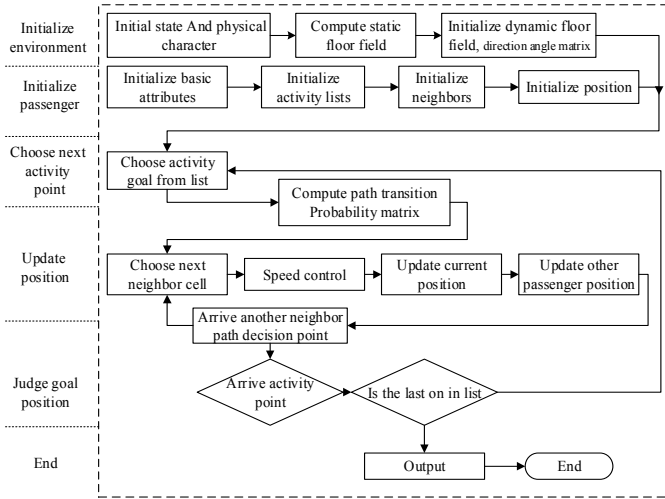 Initialize
environment
Initial state And physical
character
Compute static
floor field
Initialize dynamic floor
field, direction angle matrix
Initialize
passenger
Initialize basic
attributes
Initialize
activity lists
Initialize
neighbors
Initialize position
Choose next
activity
point
Choose activity
goal from list
Compute path transition
Probability matrix
Update
position
Choose next
neighbor cell
Speed control
Update current
position
Update other
passenger position
Arrive another neighbor
path decision point
Judge goal
position
Arrive activity
point
Is the last on in list
End
Output
End